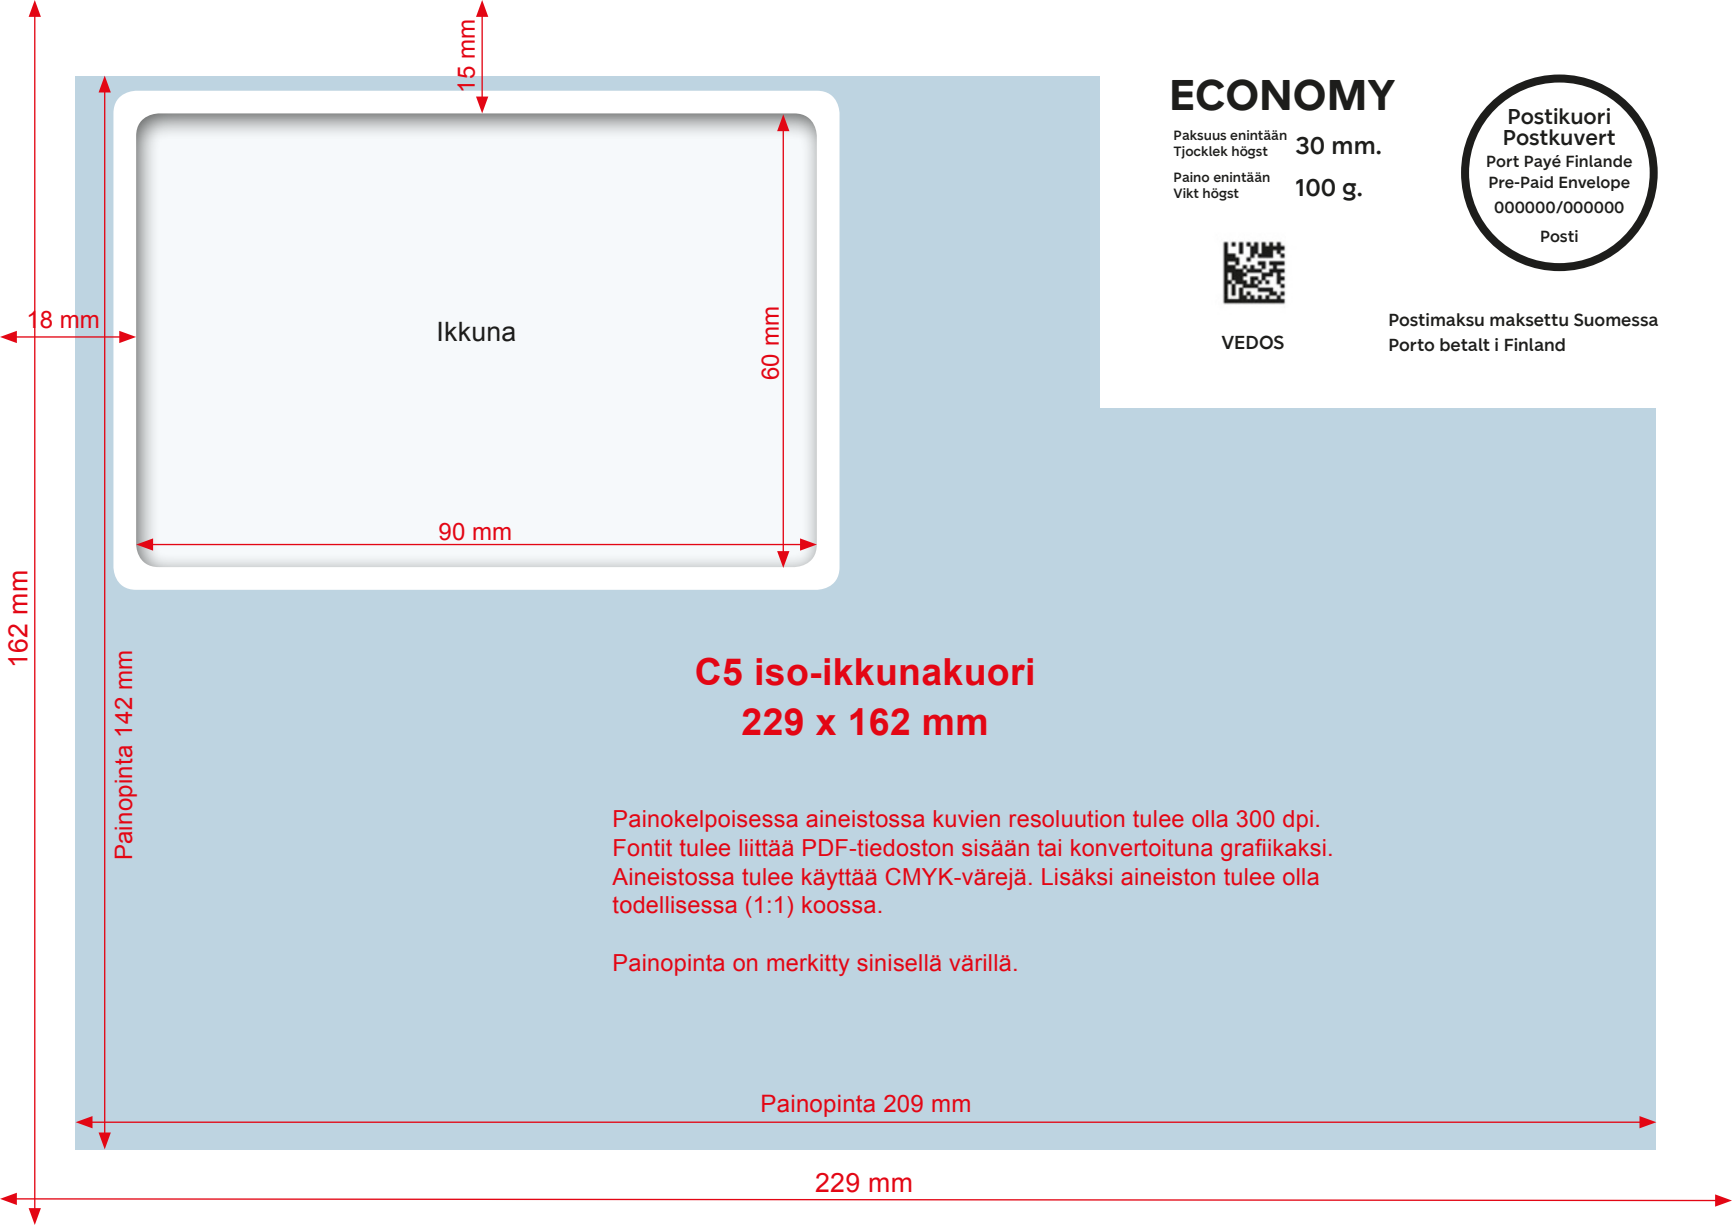 15 mm
ECONOMY
Paksuus enintään
Tjocklek högst
30 mm.
Paino enintään
Vikt högst
100 g.
Postikuori
Postkuvert
Port Payé Finlande
Pre-Paid Envelope
000000/000000
Posti
VEDOS
Postimaksu maksettu Suomessa
Porto betalt i Finland
18 mm
Ikkuna
60 mm
90 mm
162 mm
Painopinta 142 mm
C5 iso-ikkunakuori
229 x 162 mm
Painokelpoisessa aineistossa kuvien resoluution tulee olla 300 dpi.
Fontit tulee liittää PDF-tiedoston sisään tai konvertoituna grafiikaksi.
Aineistossa tulee käyttää CMYK-värejä. Lisäksi aineiston tulee olla
todellisessa (1:1) koossa.
Painopinta on merkitty sinisellä värillä.
Painopinta 209 mm
229 mm